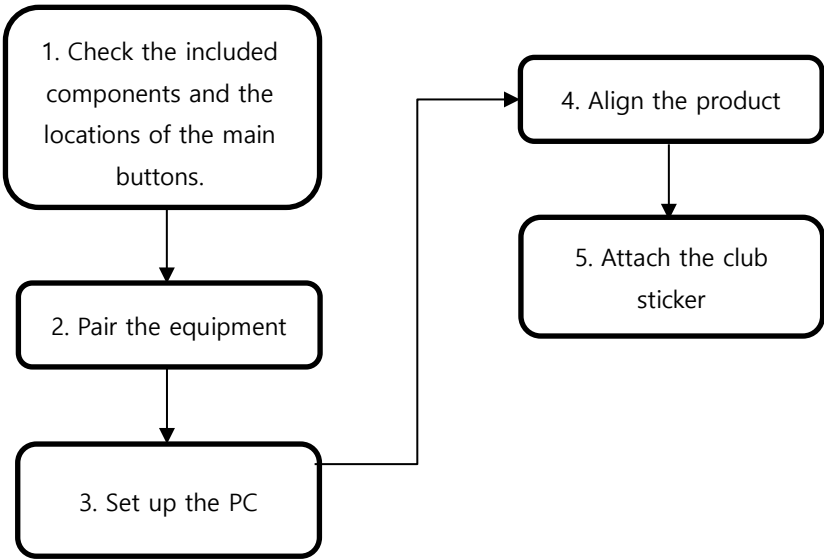 1. Check the included
components and the
locations of the main
buttons.
2. Pair the equipment
3. Set up the PC
4. Align the product
5. Attach the club
sticker